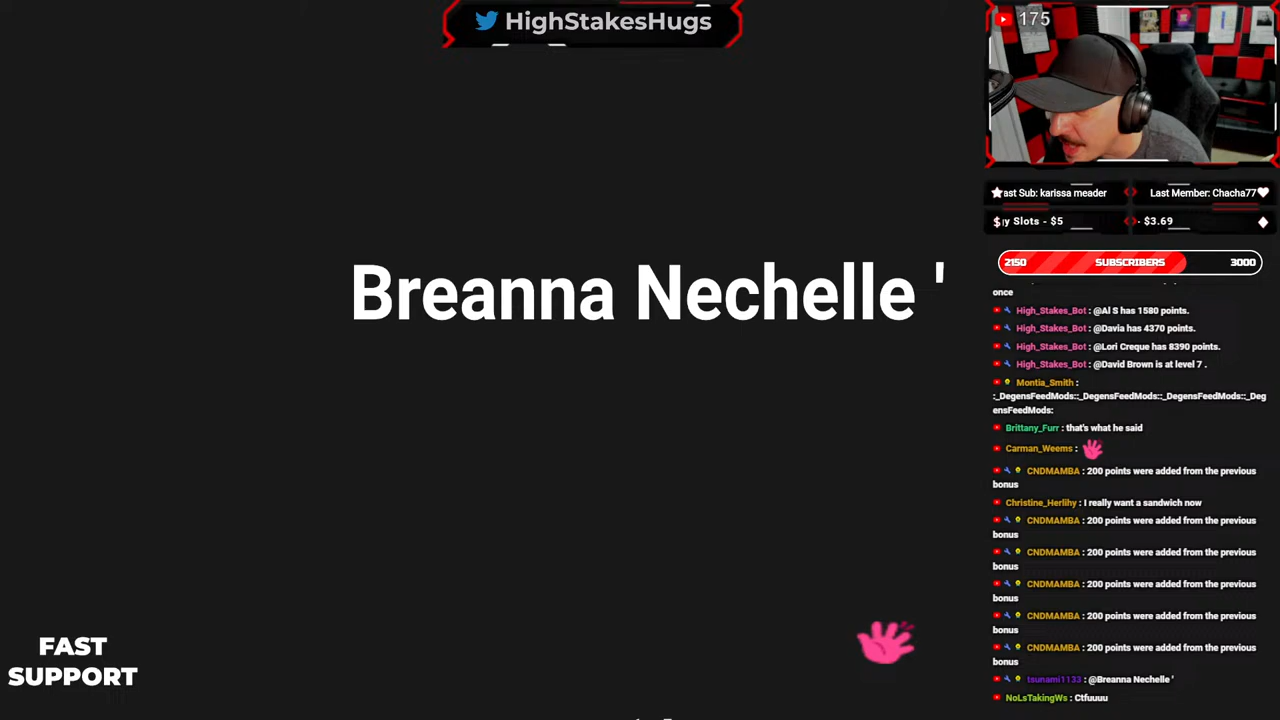 HighStakesHugs
175
ast Sub: karissa meader
Last Member: Chacha77
y Slots - $5
- $3.69
2150 SUBSCRIBERS 3000
Breanna Nechelle '
once
High_Stakes_Bot : @Al S has 1580 points.
High_Stakes_Bot : @Davia has 4370 points.
High_Stakes_Bot : @Lori Creque has 8390 points.
High_Stakes_Bot : @David Brown is at level 7 .
Montia_Smith :
:_DegensFeedMods::_DegensFeedMods::_DegensFeedMods::_Deg
ensFeedMods:
Brittany_Furr : that's what he said
Carman_Weems :
CNDMAMBA : 200 points were added from the previous
bonus
Christine_Herlihy : I really want a sandwich now
CNDMAMBA : 200 points were added from the previous
bonus
CNDMAMBA : 200 points were added from the previous
bonus
CNDMAMBA : 200 points were added from the previous
bonus
CNDMAMBA : 200 points were added from the previous
bonus
CNDMAMBA : 200 points were added from the previous
bonus
tsunami1133 : @Breanna Nechelle '
NoLsTakingWs : Ctfuuuu
FAST
SUPPORT